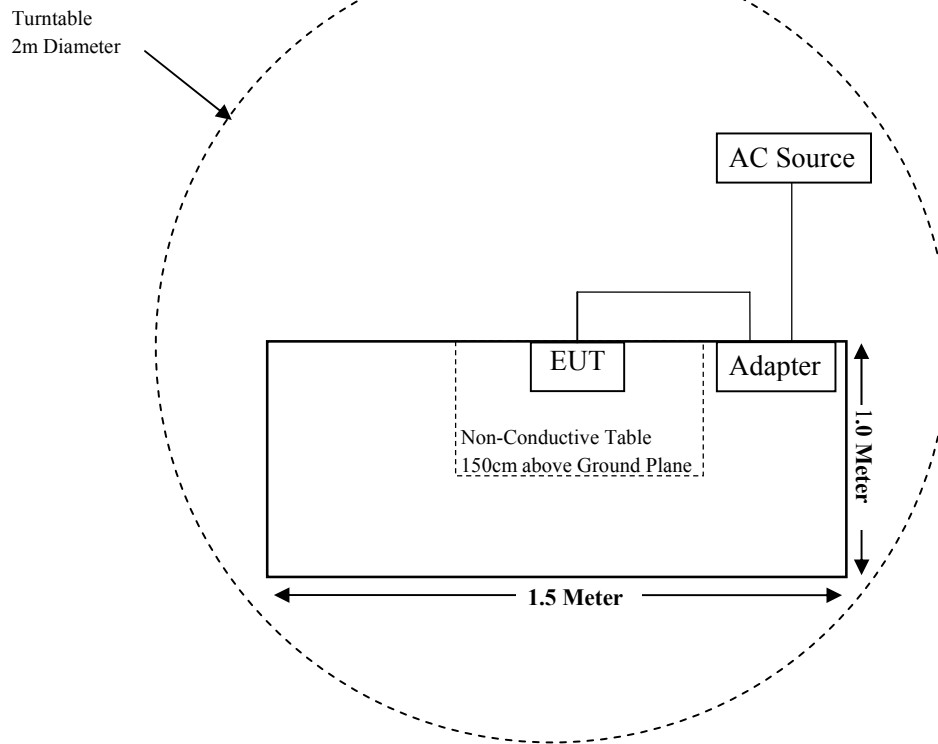 Turntable
2m Diameter
AC Source
EUT
Adapter
Non-Conductive Table
150cm above Ground Plane
1.0 Meter
1.5 Meter